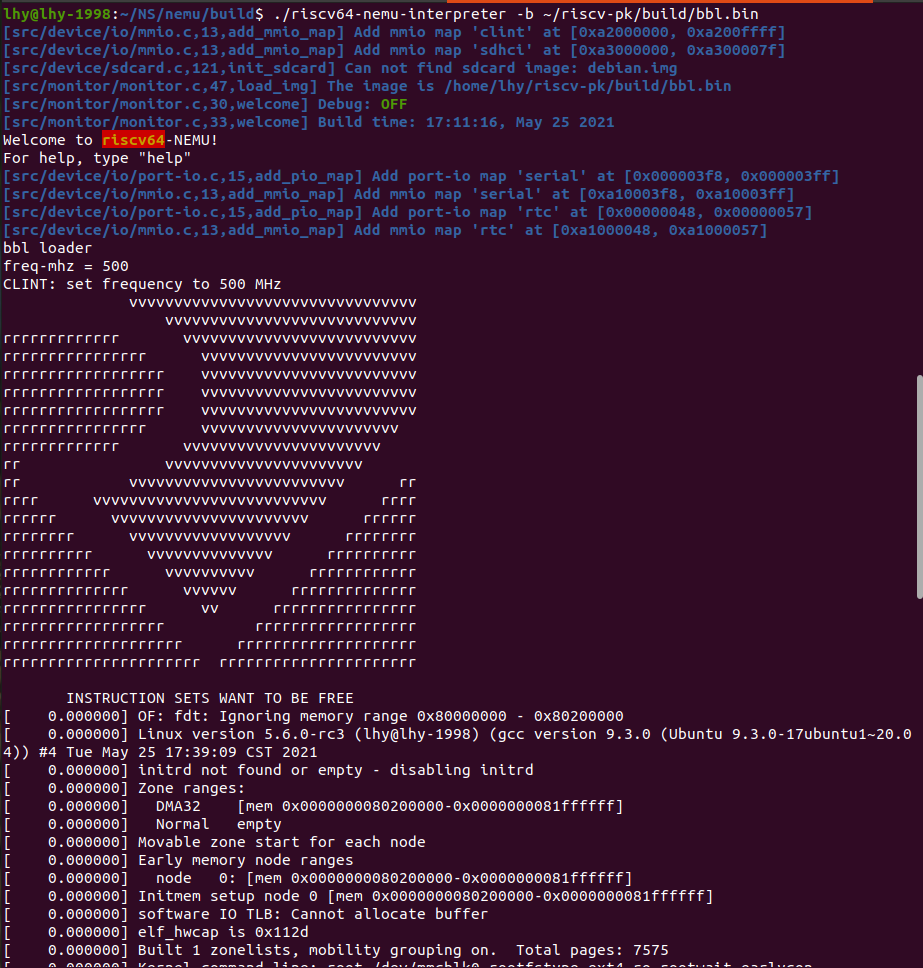 lhy@lhy-1998:~/NS/nemu/build$ ./riscv64-nemu-interpreter -b ~/riscv-pk/build/bbl.bin
[src/device/io/mmio.c,13,add_mmio_map] Add mmio map 'clint' at [0xa2000000, 0xa200ffff]
[src/device/io/mmio.c,13,add_mmio_map] Add mmio map 'sdhci' at [0xa3000000, 0xa300007f]
[src/device/sdcard.c,121,init_sdcard] Can not find sdcard image: debian.img
[src/monitor/monitor.c,47,load_img] The image is /home/lhy/riscv-pk/build/bbl.bin
[src/monitor/monitor.c,30,welcome] Debug: OFF
[src/monitor/monitor.c,33,welcome] Build time: 17:11:16, May 25 2021
Welcome to riscv64-NEMU!
For help, type "help"
[src/device/io/port-io.c,15,add_pio_map] Add port-io map 'serial' at [0x000003f8, 0x000003ff]
[src/device/io/mmio.c,13,add_mmio_map] Add mmio map 'serial' at [0xa10003f8, 0xa10003ff]
[src/device/io/port-io.c,15,add_pio_map] Add port-io map 'rtc' at [0x00000048, 0x00000057]
[src/device/io/mmio.c,13,add_mmio_map] Add mmio map 'rtc' at [0xa1000048, 0xa1000057]
bbl loader
freq-mhz = 500
CLINT: set frequency to 500 MHz
              vvvvvvvvvvvvvvvvvvvvvvvvvvvvvvvv
                  vvvvvvvvvvvvvvvvvvvvvvvvvvvv
rrrrrrrrrrrrr       vvvvvvvvvvvvvvvvvvvvvvvvvv
rrrrrrrrrrrrrrrr      vvvvvvvvvvvvvvvvvvvvvvvv
rrrrrrrrrrrrrrrrrr    vvvvvvvvvvvvvvvvvvvvvvvv
rrrrrrrrrrrrrrrrrr    vvvvvvvvvvvvvvvvvvvvvvvv
rrrrrrrrrrrrrrrrrr    vvvvvvvvvvvvvvvvvvvvvvvv
rrrrrrrrrrrrrrrr      vvvvvvvvvvvvvvvvvvvvvv
rrrrrrrrrrrrr       vvvvvvvvvvvvvvvvvvvvvv
rr                vvvvvvvvvvvvvvvvvvvvvv
rr            vvvvvvvvvvvvvvvvvvvvvvvv      rr
rrrr      vvvvvvvvvvvvvvvvvvvvvvvvvv      rrrr
rrrrrr      vvvvvvvvvvvvvvvvvvvvvv      rrrrrr
rrrrrrrr      vvvvvvvvvvvvvvvvvv      rrrrrrrr
rrrrrrrrrr      vvvvvvvvvvvvvv      rrrrrrrrrr
rrrrrrrrrrrr      vvvvvvvvvv      rrrrrrrrrrrr
rrrrrrrrrrrrrr      vvvvvv      rrrrrrrrrrrrrr
rrrrrrrrrrrrrrrr      vv      rrrrrrrrrrrrrrrr
rrrrrrrrrrrrrrrrrr          rrrrrrrrrrrrrrrrrr
rrrrrrrrrrrrrrrrrrrr      rrrrrrrrrrrrrrrrrrrr
rrrrrrrrrrrrrrrrrrrrrr  rrrrrrrrrrrrrrrrrrrrrr
       INSTRUCTION SETS WANT TO BE FREE
[    0.000000] OF: fdt: Ignoring memory range 0x80000000 - 0x80200000
[    0.000000] Linux version 5.6.0-rc3 (lhy@lhy-1998) (gcc version 9.3.0 (Ubuntu 9.3.0-17ubuntu1~20.0
4)) #4 Tue May 25 17:39:09 CST 2021
[    0.000000] initrd not found or empty - disabling initrd
[    0.000000] Zone ranges:
[    0.000000]   DMA32    [mem 0x0000000080200000-0x0000000081ffffff]
[    0.000000]   Normal   empty
[    0.000000] Movable zone start for each node
[    0.000000] Early memory node ranges
[    0.000000]   node   0: [mem 0x0000000080200000-0x0000000081ffffff]
[    0.000000] Initmem setup node 0 [mem 0x0000000080200000-0x0000000081ffffff]
[    0.000000] software IO TLB: Cannot allocate buffer
[    0.000000] elf_hwcap is 0x112d
[    0.000000] Built 1 zonelists, mobility grouping on.  Total pages: 7575
[    0.000000] Kernel command line: root=/dev/mmcblk0 rootfstype=ext4 ro rootwait earlycon